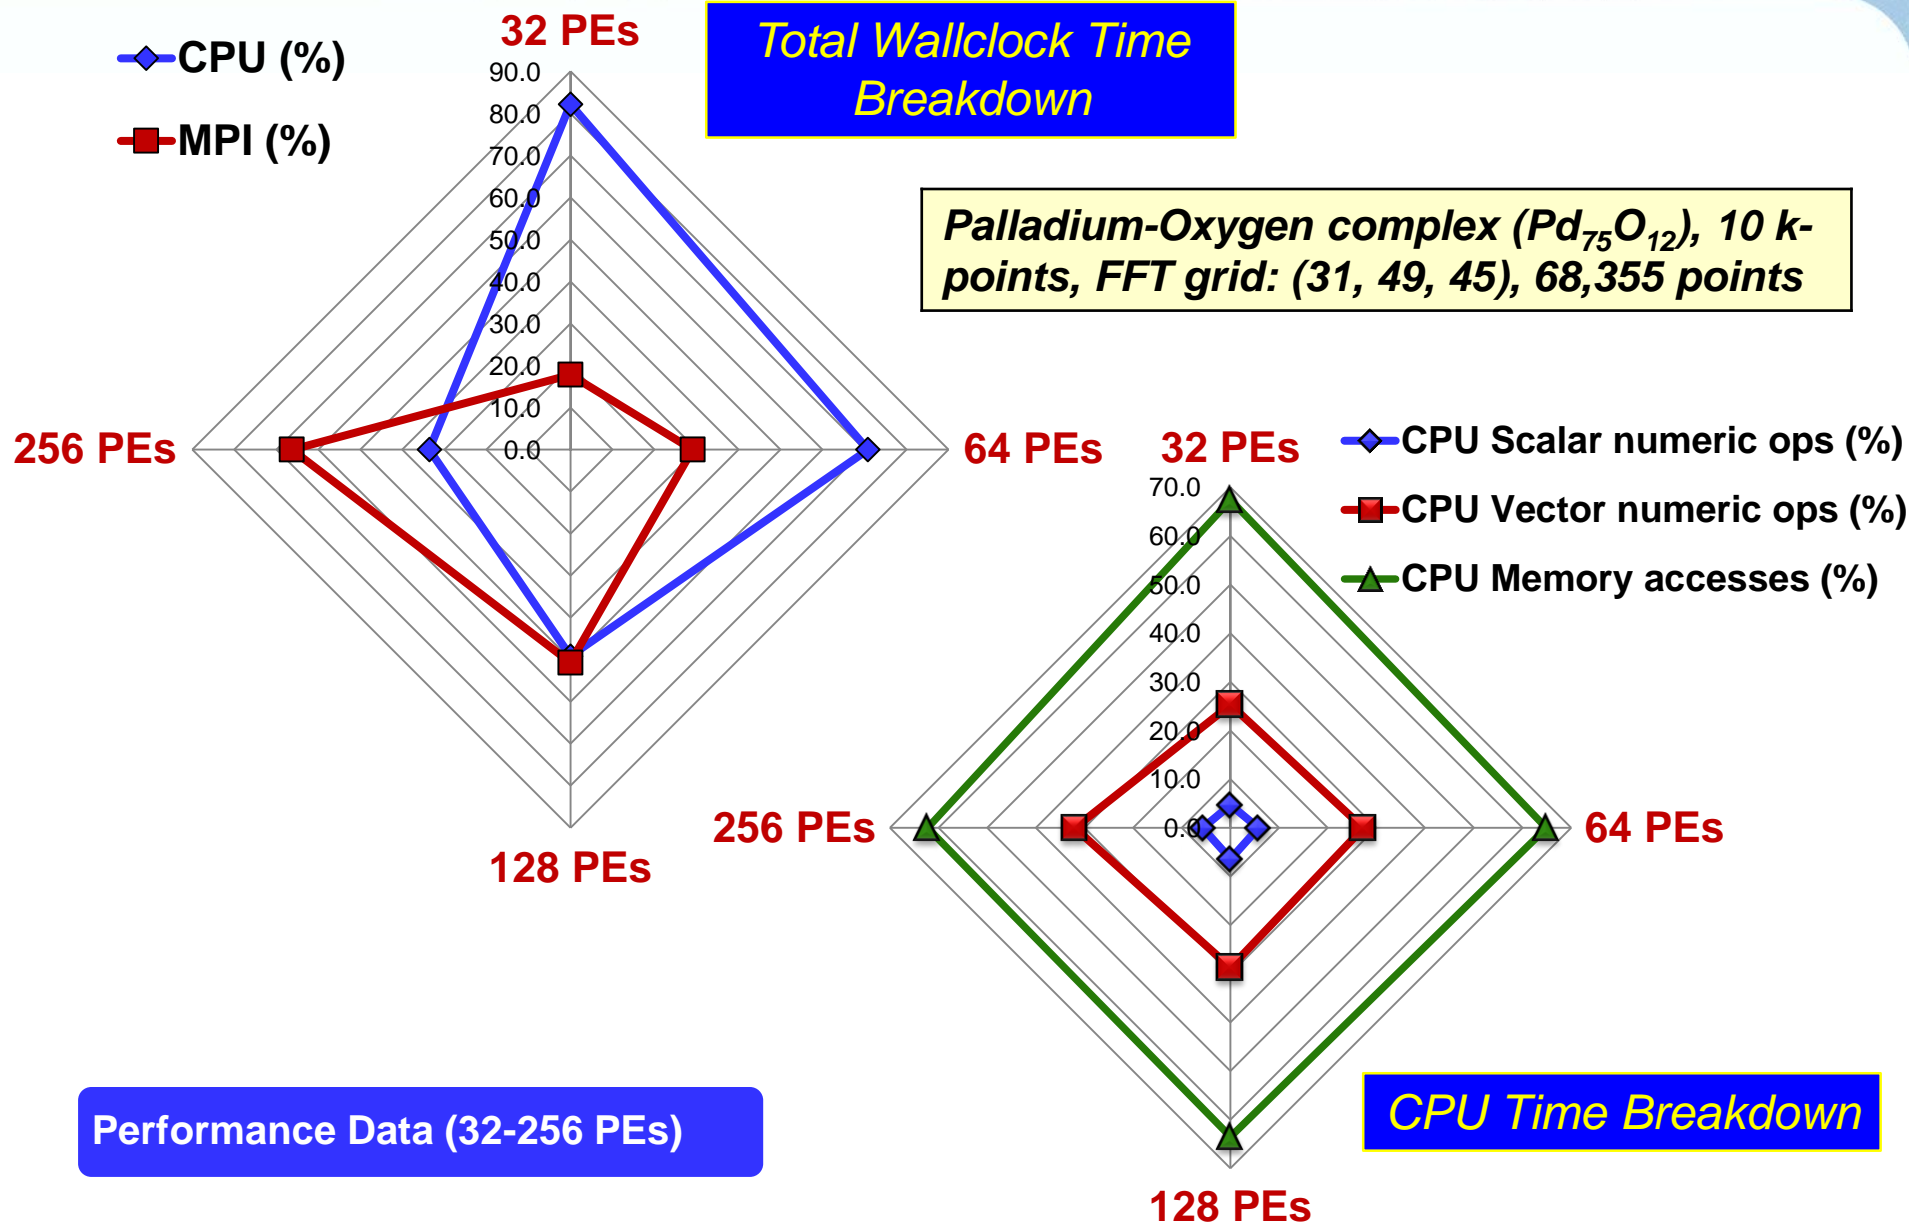 32 PEs
Total Wallclock Time
Breakdown
CPU (%)
MPI (%)
90.0
80.0
70.0
60.0
50.0
40.0
30.0
20.0
10.0
0.0
256 PEs
64 PEs
128 PEs
Palladium-Oxygen complex (Pd₇₅O₁₂), 10 k-
points, FFT grid: (31, 49, 45), 68,355 points
32 PEs
CPU Scalar numeric ops (%)
CPU Vector numeric ops (%)
CPU Memory accesses (%)
70.0
60.0
50.0
40.0
30.0
20.0
10.0
0.0
256 PEs
64 PEs
128 PEs
CPU Time Breakdown
Performance Data (32-256 PEs)